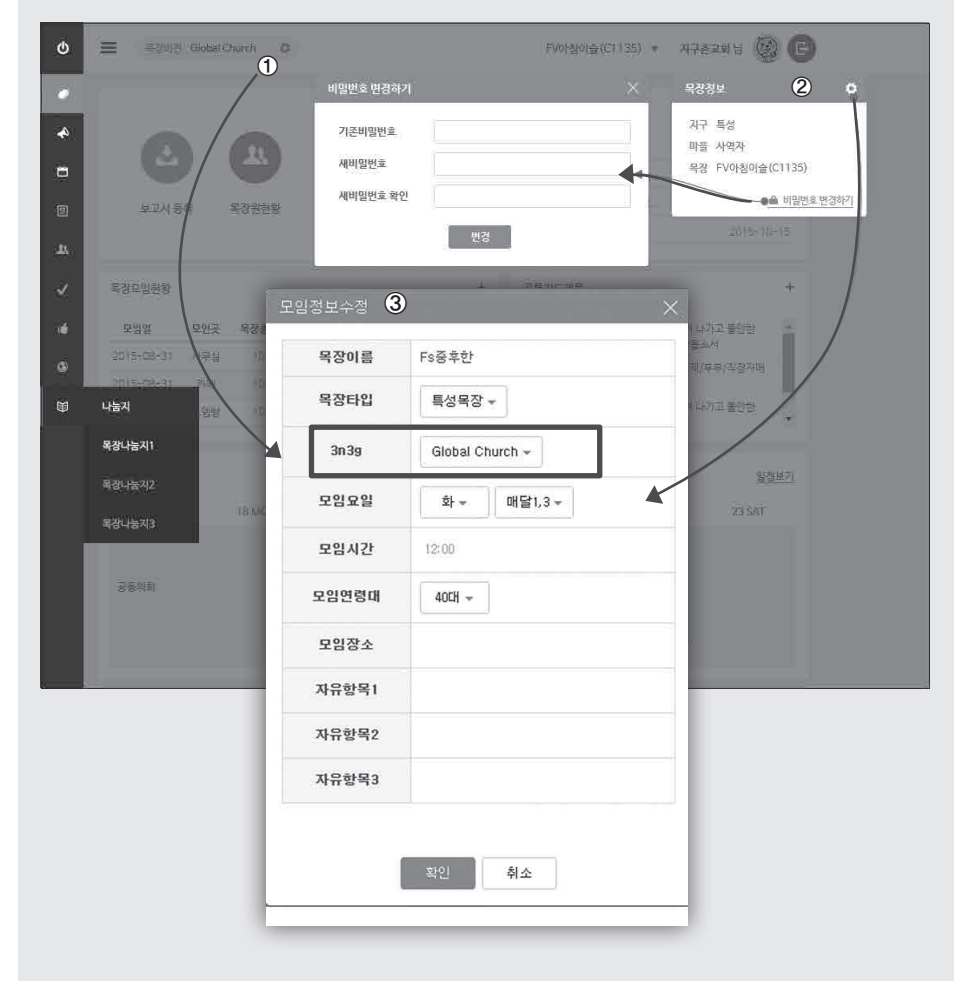 목장비전 Global Church
FV아침이슬(C1135)
지구촌교회 님
①
비밀번호 변경하기
기존비밀번호
새비밀번호
새비밀번호 확인
변경
목장정보 ②
지구 특성
마을 사역자
목장 FV아침이슬(C1135)
비밀번호 변경하기
보고서 등록
목장원현황
2015-10-15
목장모임현황
모임일 모인곳
2015-08-31
2015-08-31
나눔지
목장나눔지1
목장나눔지2
목장나눔지3
일정보기
23 SAT
모임정보수정 ③
목장이름 Fs중후한
목장타입 특성목장
3n3g Global Church
모임요일 화 매달1,3
모임시간 12:00
모임연령대 40대
모임장소
자유항목1
자유항목2
자유항목3
확인 취소